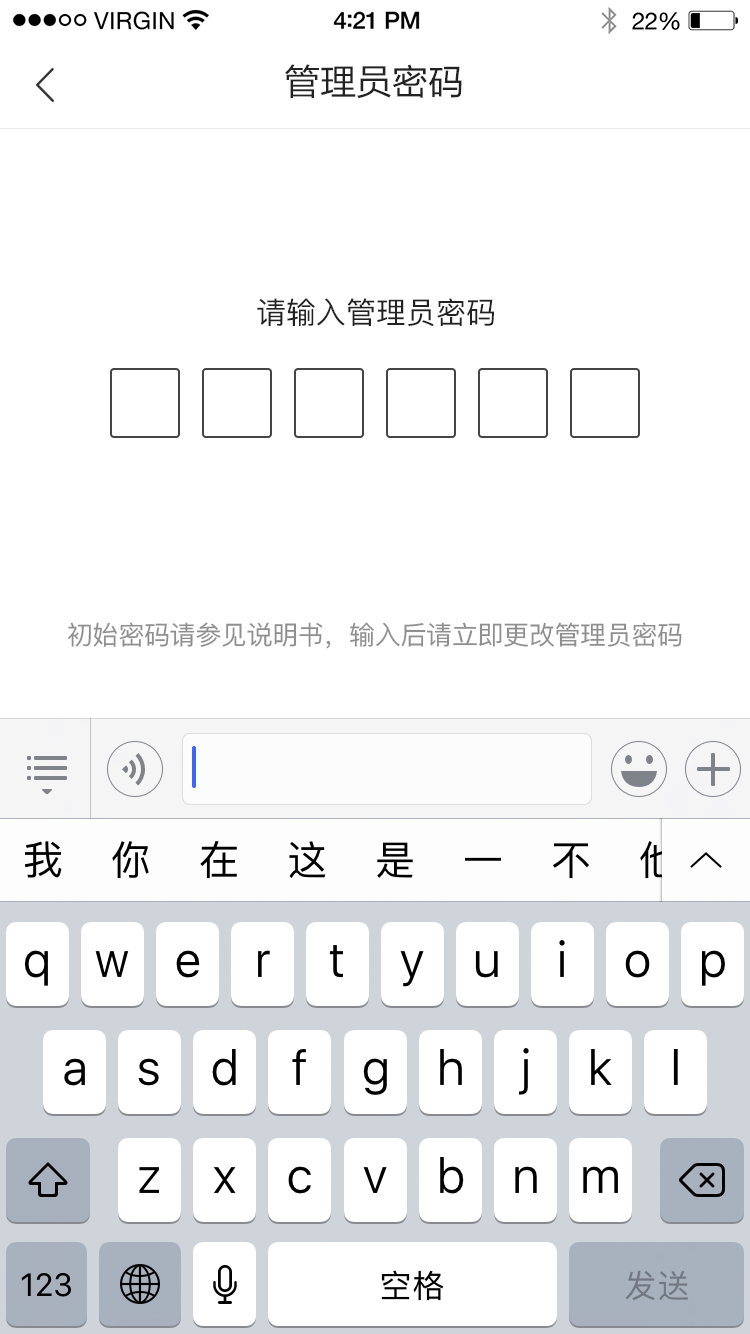 VIRGIN 4:21 PM 22%
管理员密码
请输入管理员密码
初始密码请参见说明书，输入后请立即更改管理员密码
我 你 在 这 是 一 不 他
q w e r t y u i o p
a s d f g h j k l
z x c v b n m
123 空格 发送